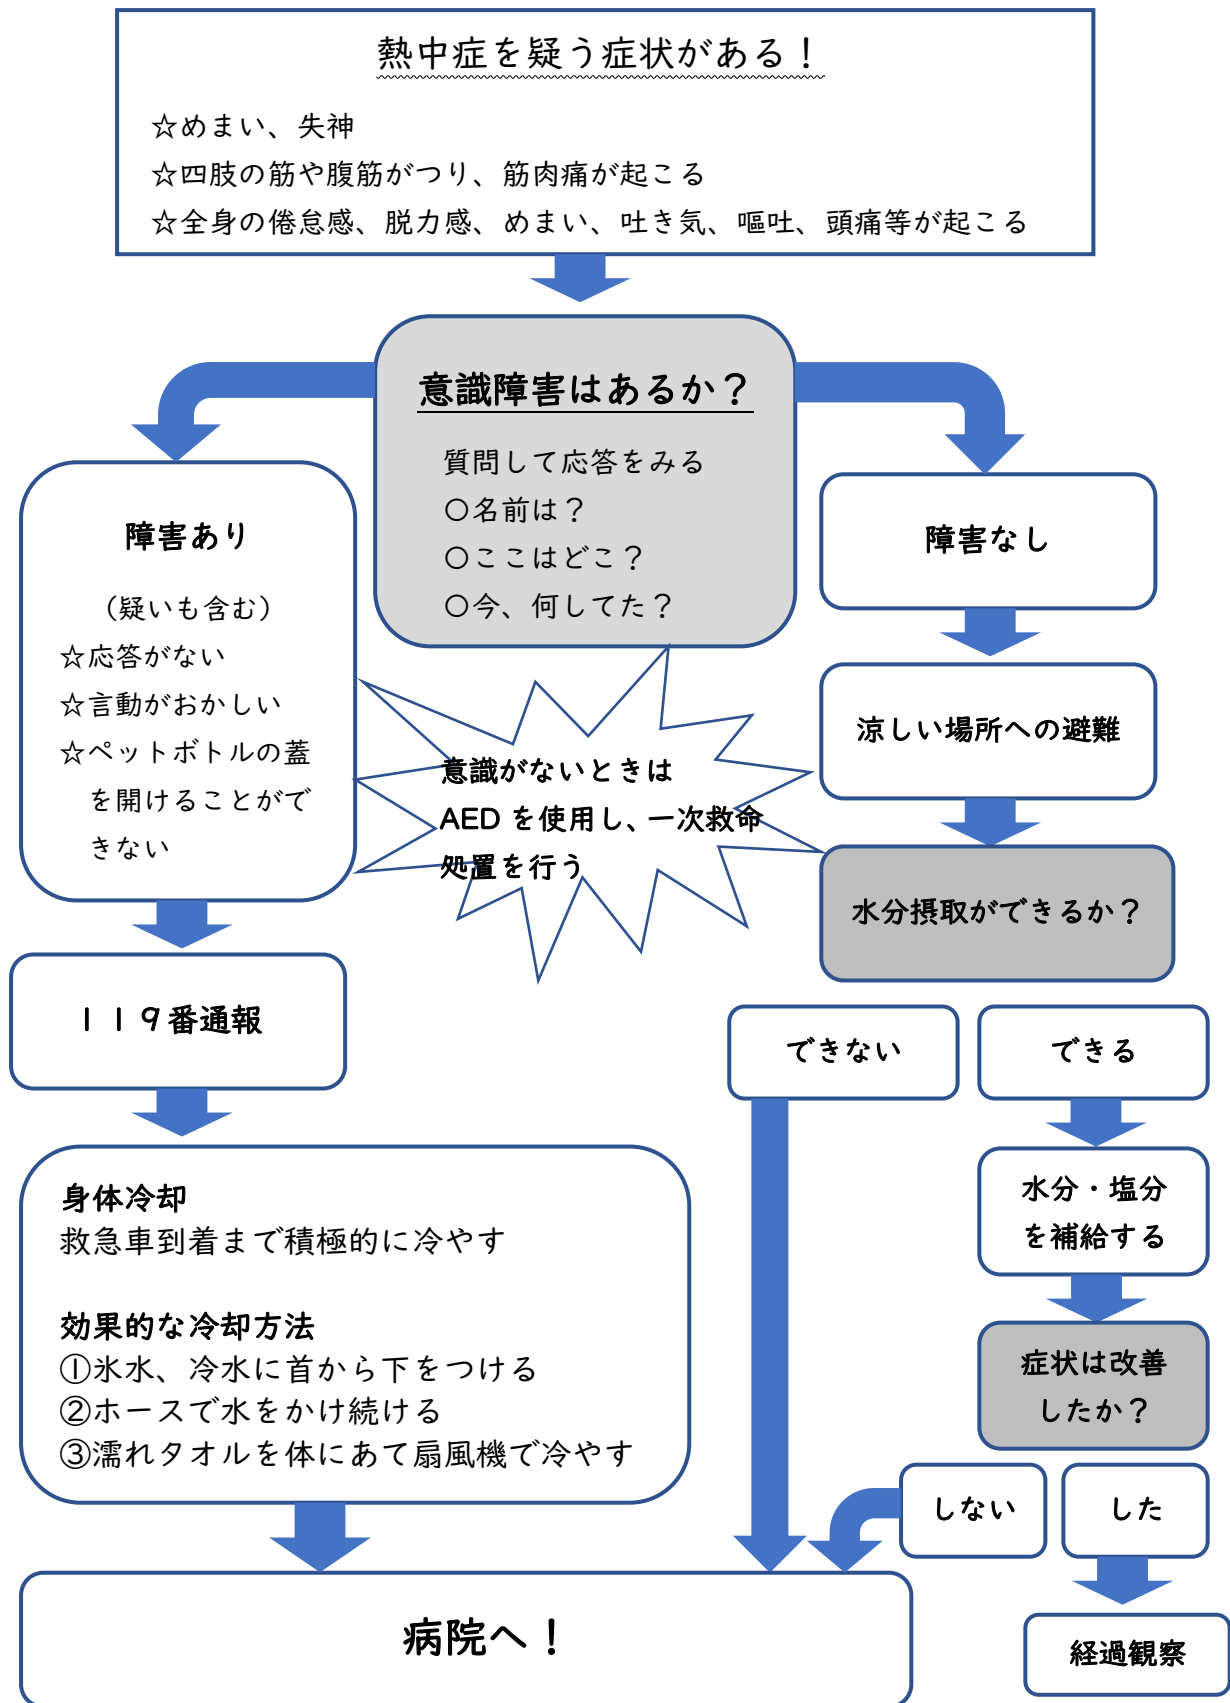 熱中症を疑う症状がある！
☆めまい、失神
☆四肢の筋や腹筋がつり、筋肉痛が起こる
☆全身の倦怠感、脱力感、めまい、吐き気、嘔吐、頭痛等が起こる
意識障害はあるか？
質問して応答をみる
〇名前は？
〇ここはどこ？
〇今、何してた？
障害あり
（疑いも含む）
☆応答がない
☆言動がおかしい
☆ペットボトルの蓋
を開けることがで
きない
意識がないときは
AED を使用し、一次救命
処置を行う
１１９番通報
身体冷却
救急車到着まで積極的に冷やす
効果的な冷却方法
①氷水、冷水に首から下をつける
②ホースで水をかけ続ける
③濡れタオルを体にあて扇風機で冷やす
障害なし
涼しい場所への避難
水分摂取ができるか？
できない
できる
水分・塩分
を補給する
症状は改善
したか？
しない
した
病院へ！
経過観察